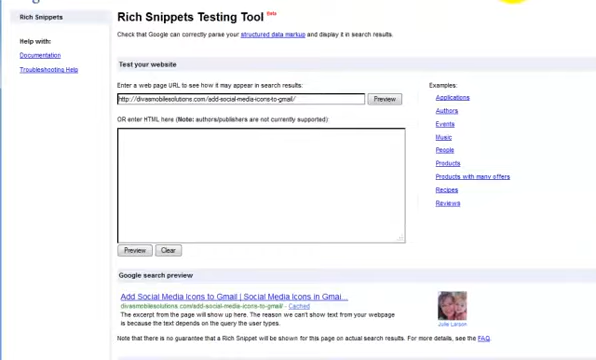 Rich Snippets
Rich Snippets Testing Tool Beta
Check that Google can correctly parse your structured data markup and display it in search results.
Help with:
Documentation
Troubleshooting Help
Test your website
Enter a web page URL to see how it may appear in search results:
http://divasmobilesolutions.com/add-social-media-icons-to-gmail/
Preview
OR enter HTML here (Note: authors/publishers are not currently supported):
Preview
Clear
Examples:
Applications
Authors
Events
Music
People
Products
Products with many offers
Recipes
Reviews
Google search preview
Add Social Media Icons to Gmail | Social Media Icons in Gmai...
divasmobilesolutions.com/add-social-media-icons-to-gmail/ - Cached
The excerpt from the page will show up here. The reason we can't show text from your webpage
is because the text depends on the query the user types.
Julie Larson
Note that there is no guarantee that a Rich Snippet will be shown for this page on actual search results. For more details, see the FAQ.